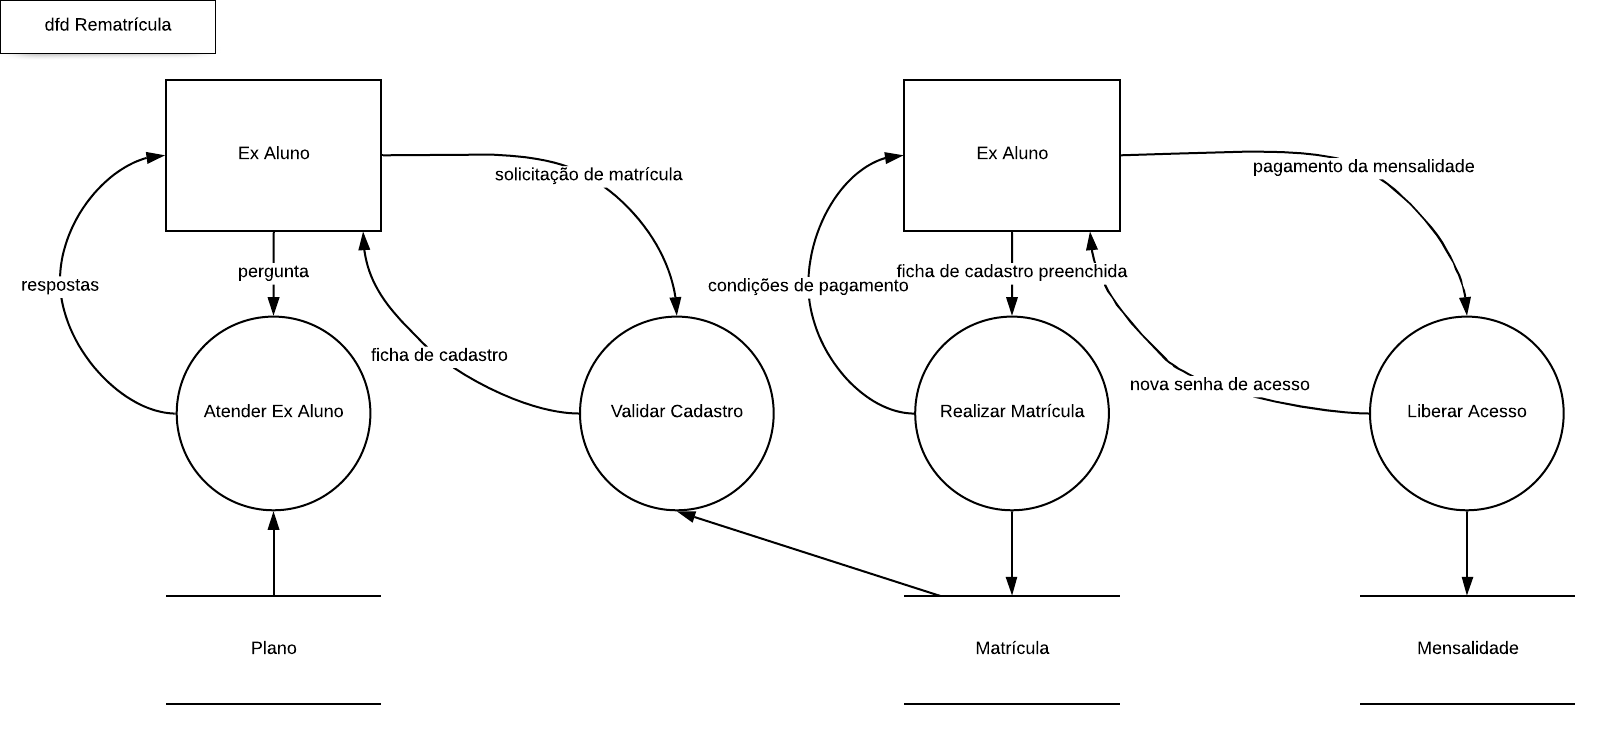 dfd Rematrícula
Ex Aluno
Ex Aluno
solicitação de matrícula
pagamento da mensalidade
respostas
pergunta
condições de pagamento
ficha de cadastro preenchida
ficha de cadastro
nova senha de acesso
Atender Ex Aluno
Validar Cadastro
Realizar Matrícula
Liberar Acesso
Plano
Matrícula
Mensalidade